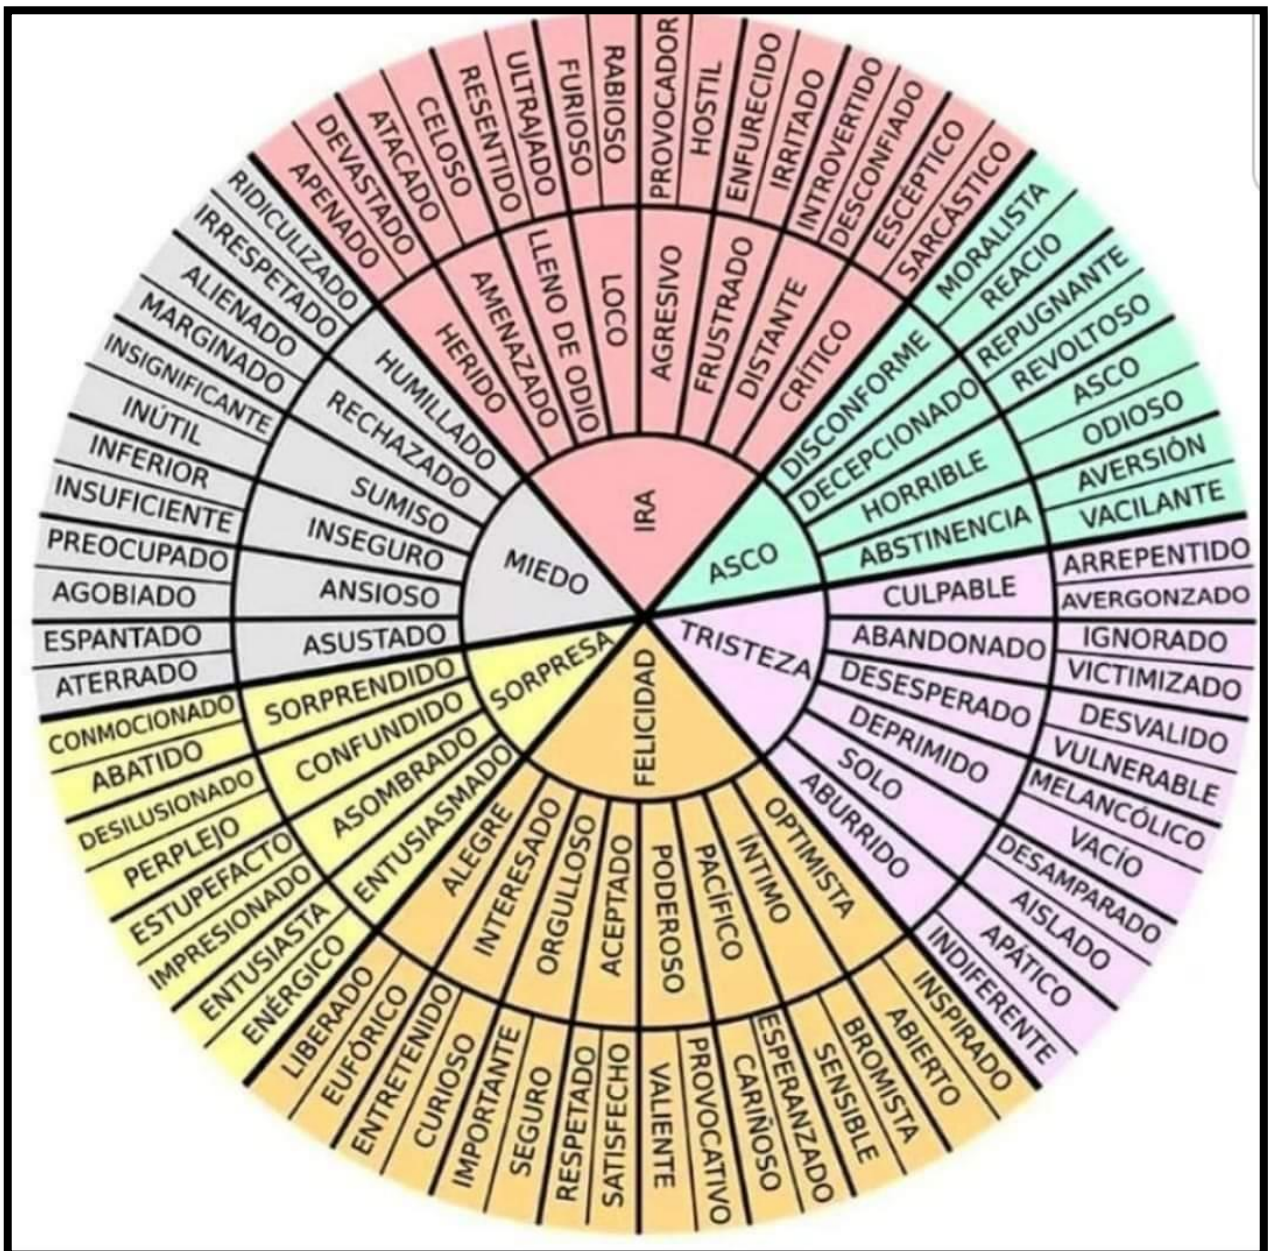 IRA
HERIDO
APENADO
DEVASTADO
AMENAZADO
ATACADO
CELOSO
LLENO DE ODIO
RESENTIDO
ULTRAJADO
LOCO
FURIOSO
RABIOSO
AGRESIVO
PROVOCADOR
HOSTIL
FRUSTRADO
ENFURECIDO
IRRITADO
DISTANTE
INTROVERTIDO
DESCONFIADO
CRÍTICO
ESCÉPTICO
SARCÁSTICO
ASCO
DISCONFORME
MORALISTA
REACIO
DECEPCIONADO
REPUGNANTE
REVOLTOSO
HORRIBLE
ASCO
ODIOSO
ABSTINENCIA
AVERSIÓN
VACILANTE
TRISTEZA
CULPABLE
ARREPENTIDO
AVERGONZADO
ABANDONADO
IGNORADO
VICTIMIZADO
DESESPERADO
DESVALIDO
VULNERABLE
DEPRIMIDO
MELANCÓLICO
VACÍO
SOLO
DESAMPARADO
AISLADO
ABURRIDO
APÁTICO
INDIFERENTE
FELICIDAD
OPTIMISTA
INSPIRADO
ABIERTO
ÍNTIMO
BROMISTA
SENSIBLE
PACÍFICO
ESPERANZADO
CARIÑOSO
PODEROSO
PROVOCATIVO
VALIENTE
ACEPTADO
SATISFECHO
RESPETADO
ORGULLOSO
SEGURO
IMPORTANTE
INTERESADO
CURIOSO
ENTRETENIDO
ALEGRE
EUFÓRICO
LIBERADO
SORPRESA
ENTUSIASMADO
ENÉRGICO
ENTUSIASTA
ASOMBRADO
IMPRESIONADO
ESTUPEFACTO
CONFUNDIDO
PERPLEJO
DESILUSIONADO
SORPRENDIDO
ABATIDO
CONMOCIONADO
MIEDO
ASUSTADO
ATERRADO
ESPANTADO
ANSIOSO
AGOBIADO
PREOCUPADO
INSEGURO
INSUFICIENTE
INFERIOR
SUMISO
INÚTIL
INSIGNIFICANTE
RECHAZADO
MARGINADO
ALIENADO
HUMILLADO
IRRESPETADO
RIDICULIZADO